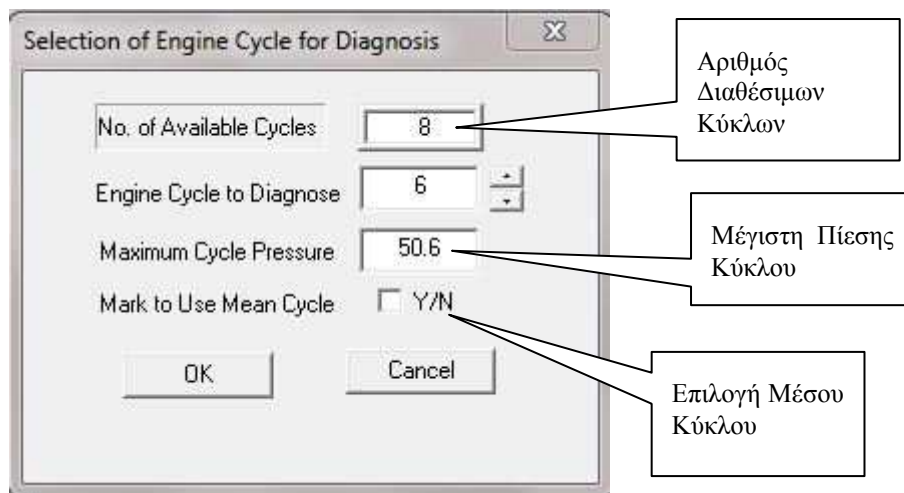 Selection of Engine Cycle for Diagnosis
No. of Available Cycles 8
Engine Cycle to Diagnose 6
Maximum Cycle Pressure 50.6
Mark to Use Mean Cycle Y/N
OK Cancel
Αριθμός
Διαθέσιμων
Κύκλων
Μέγιστη Πίεσης
Κύκλου
Επιλογή Μέσου
Κύκλου